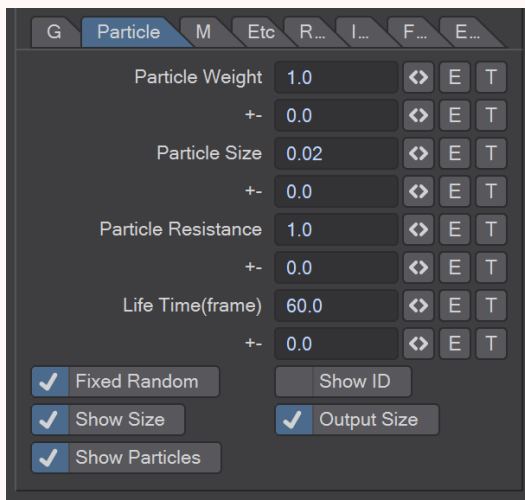 G Particle M Etc R... I... F... E...
Particle Weight 1.0 <> E T
+- 0.0 <> E T
Particle Size 0.02 <> E T
+- 0.0 <> E T
Particle Resistance 1.0 <> E T
+- 0.0 <> E T
Life Time(frame) 60.0 <> E T
+- 0.0 <> E T
Fixed Random Show ID
Show Size Output Size
Show Particles